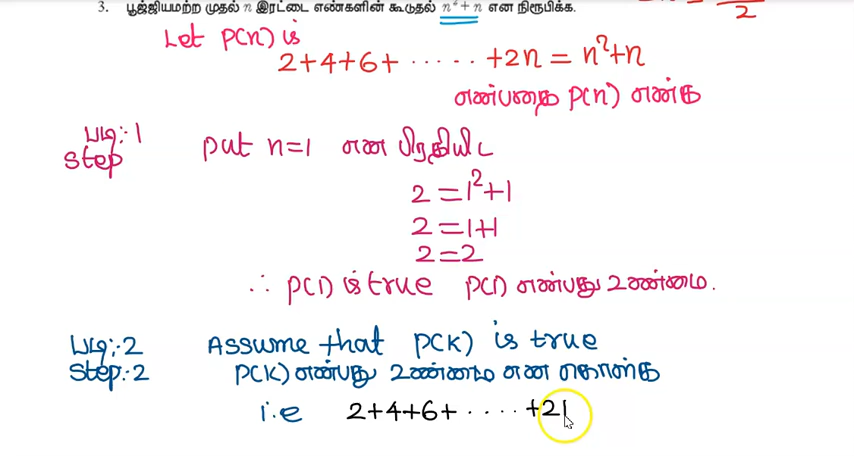 3. பூஜ்ஜியமற்ற முதல் n இரட்டை எண்களின் கூடுதல் n² + n என நிரூபிக்க.
2
Let P(n) is
2+4+6+ ...... +2n = n²+n
என்பதை P(n) என்க
படி:-1
Step
put n=1 என பிரதியிட
2 = 1²+1
2 = 1+1
2 = 2
∴ P(1) is true P(1) என்பது உண்மை.
படி:-2 Assume that P(K) is true
Step:-2 P(K) என்பது உண்மை என கொள்க
i.e 2+4+6+ ..... +2